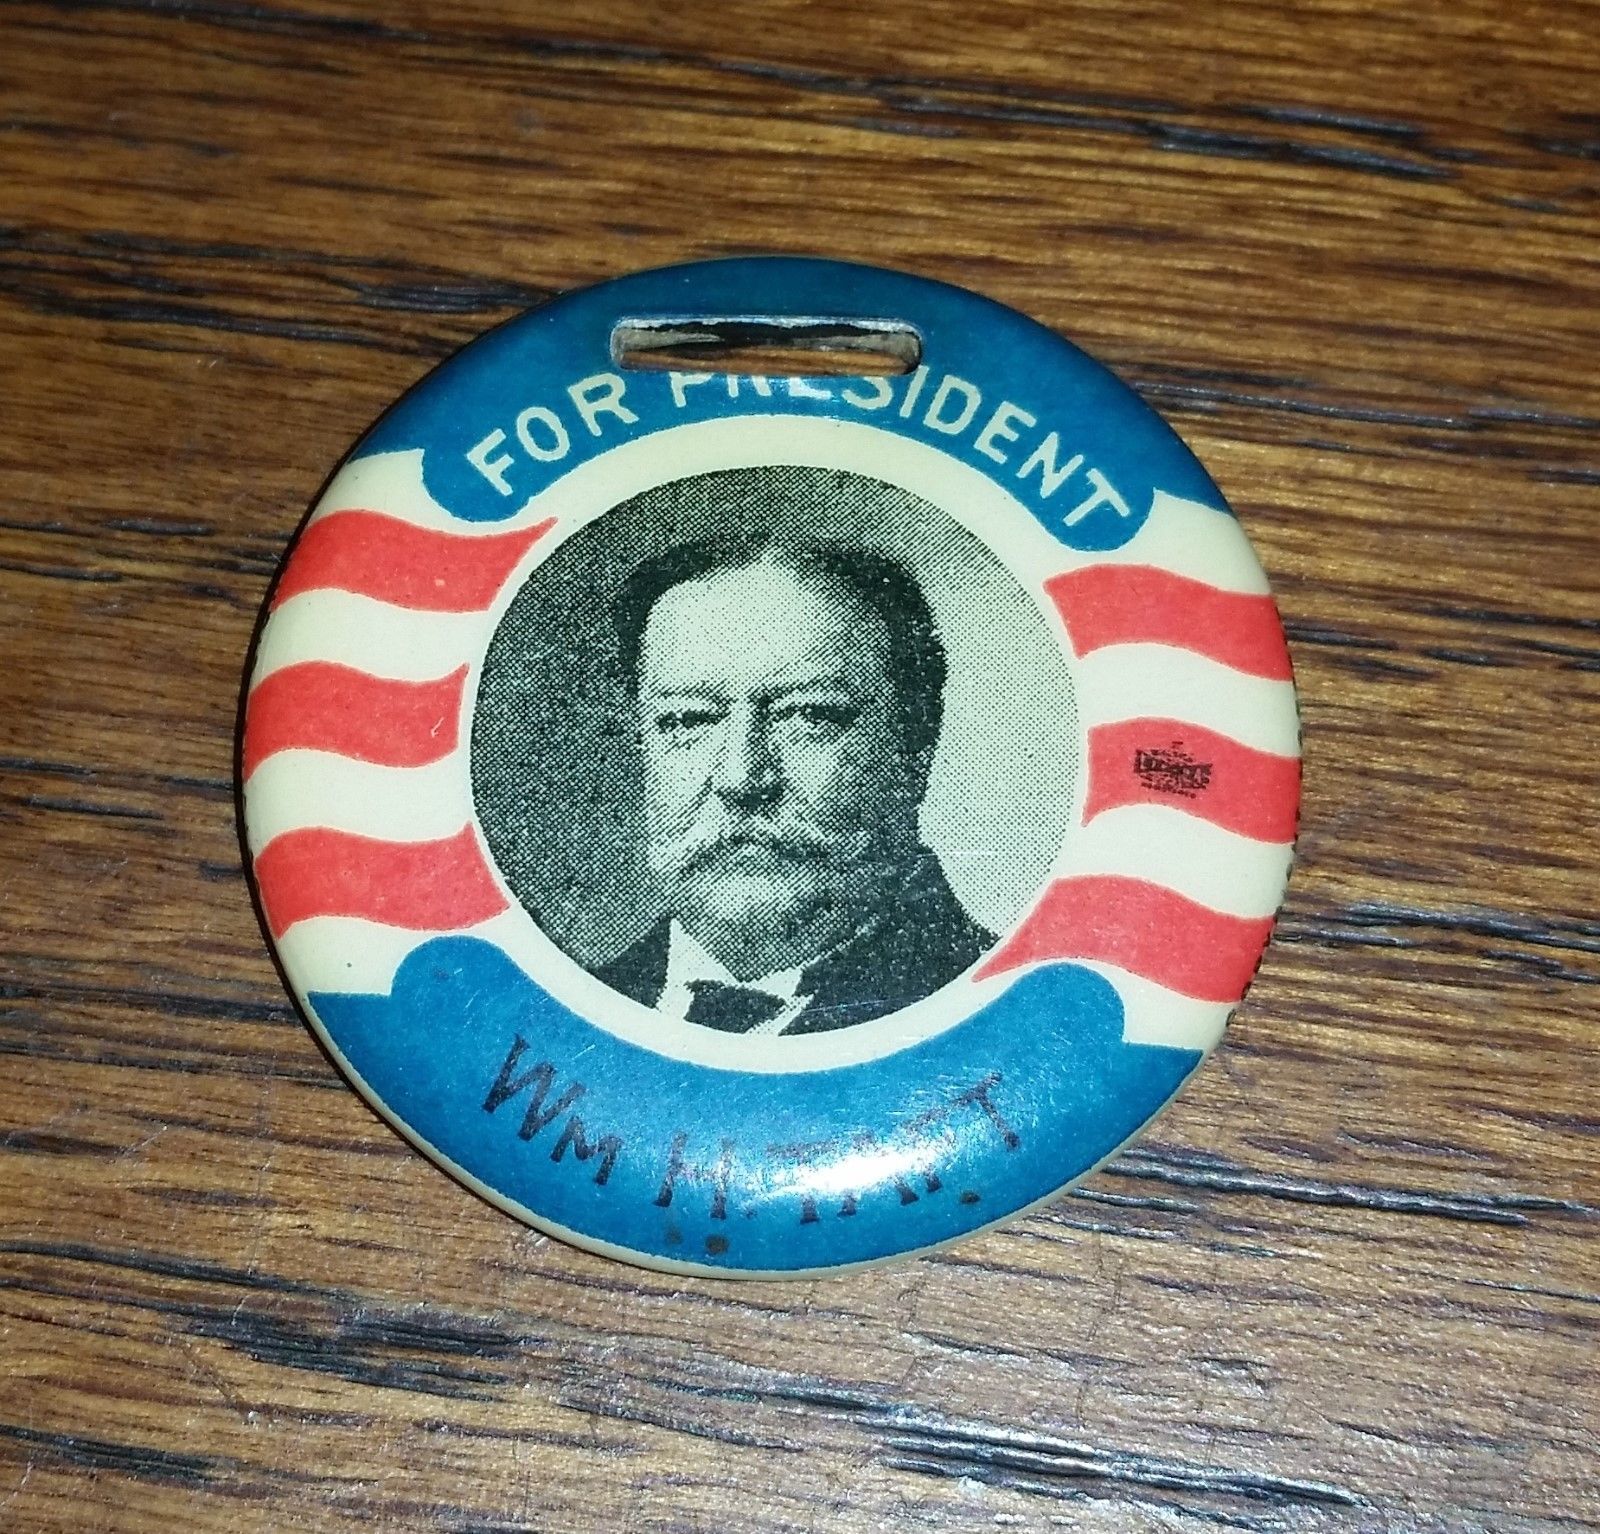 FOR PRESIDENT
WM H. TAFT